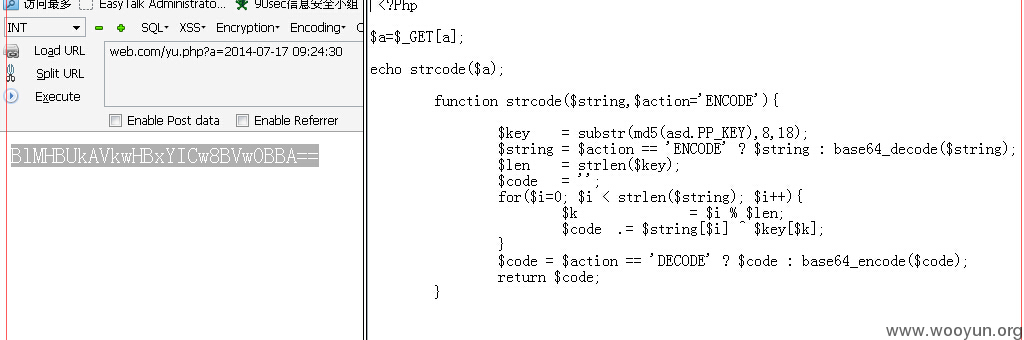 访问最多 EasyTalk Administrato... 90sec信息安全小组
INT SQL XSS Encryption Encoding
Load URL web.com/yu.php?a=2014-07-17 09:24:30
Split URL
Execute
Enable Post data Enable Referrer
BlMHBUkAVkwHBxYICw8BVwOBBA==
<?Php
$a=$_GET[a];
echo strcode($a);
function strcode($string,$action='ENCODE'){
$key = substr(md5(asd.PP_KEY),8,18);
$string = $action == 'ENCODE' ? $string : base64_decode($string);
$len = strlen($key);
$code = '';
for($i=0; $i < strlen($string); $i++){
$k = $i % $len;
$code .= $string[$i] ^ $key[$k];
}
$code = $action == 'DECODE' ? $code : base64_encode($code);
return $code;
}
www.wooyun.org